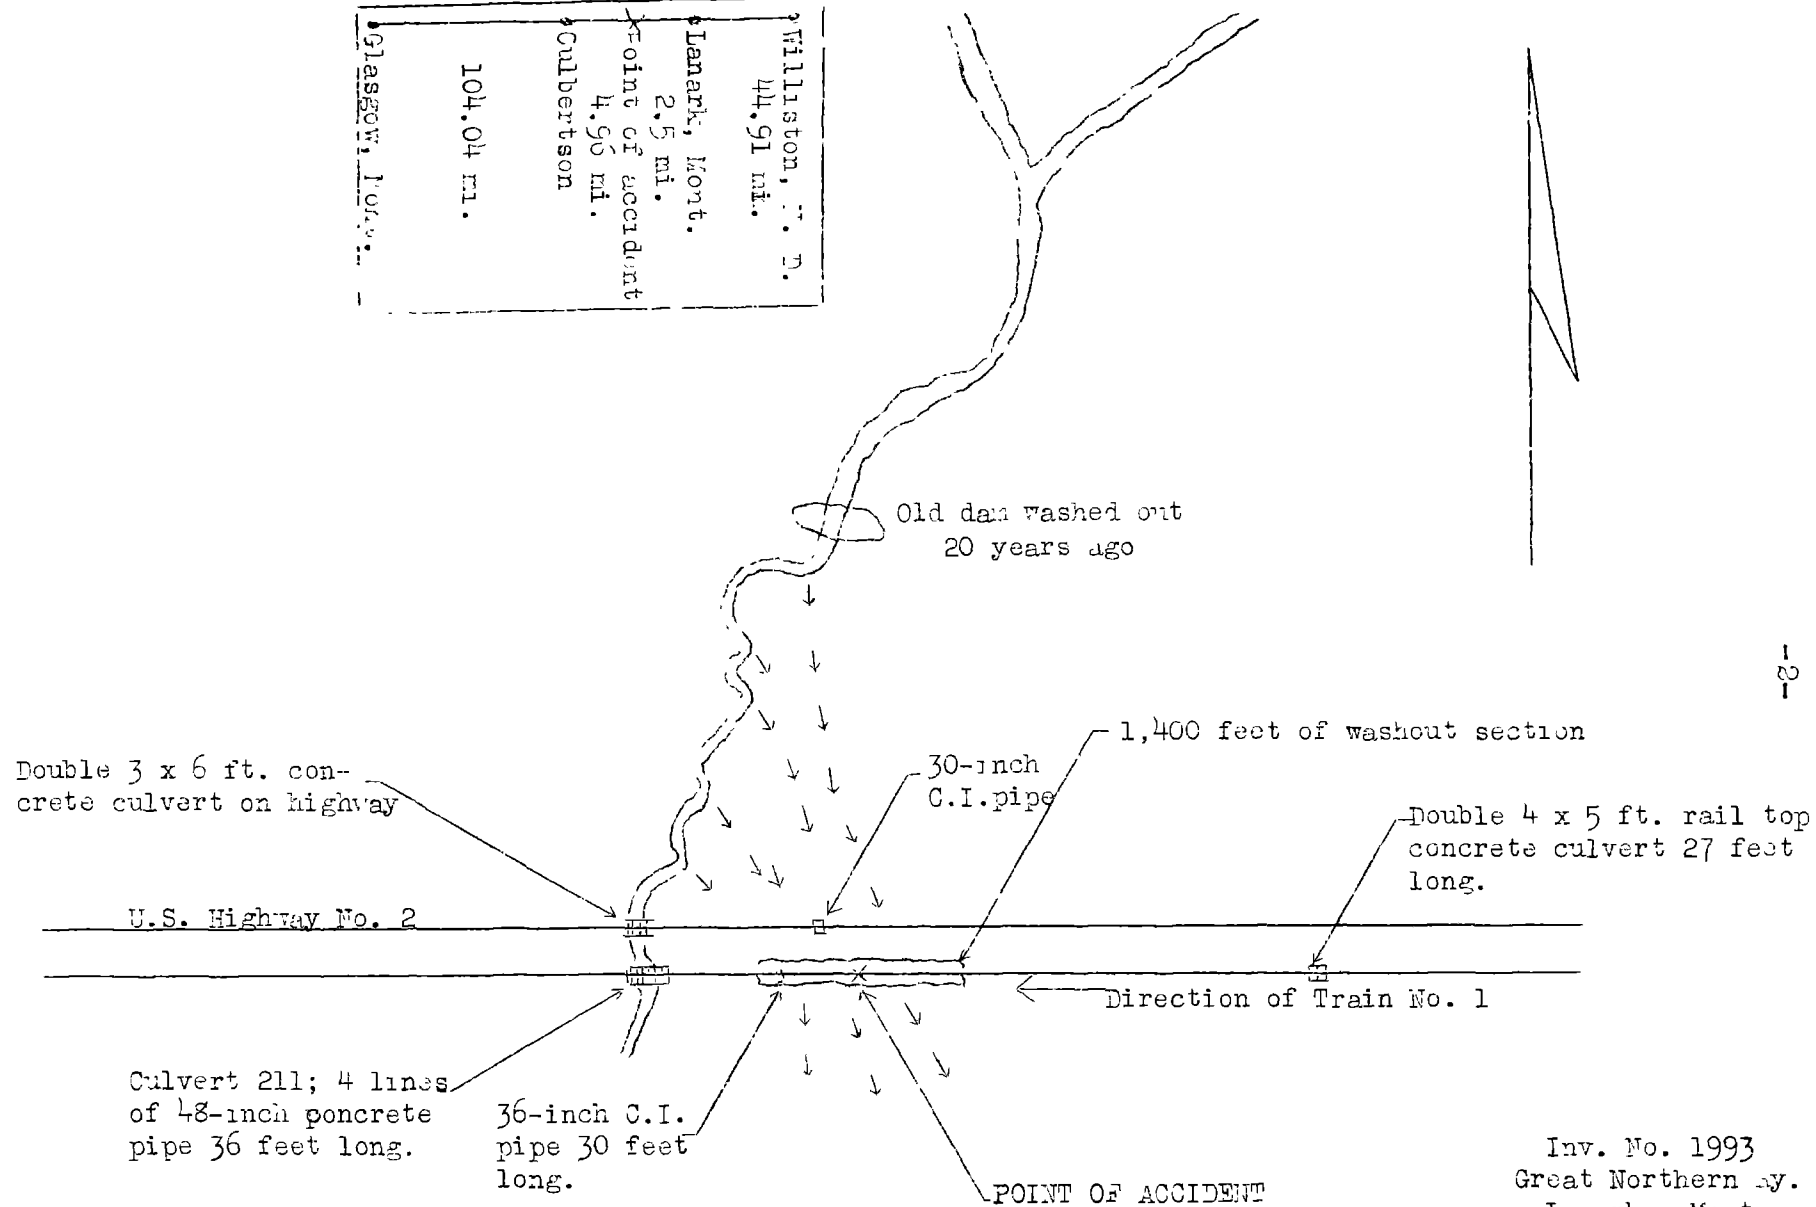 Williston, N. D.
44.91 mi.
Lanark, Mont.
2.5 mi.
Point of accident
4.96 mi.
Culbertson
104.04 mi.
Glasgow,
Old dam washed out
20 years ago
-2-
1,400 feet of washout section
Double 3 x 6 ft. con-
crete culvert on highway
30-inch
C.I.pipe
Double 4 x 5 ft. rail top
concrete culvert 27 feet
long.
U.S. Highway No. 2
Direction of Train No. 1
Culvert 211; 4 lines
of 48-inch poncrete
pipe 36 feet long.
36-inch C.I.
pipe 30 feet
long.
POINT OF ACCIDENT
Inv. No. 1993
Great Northern Ry.